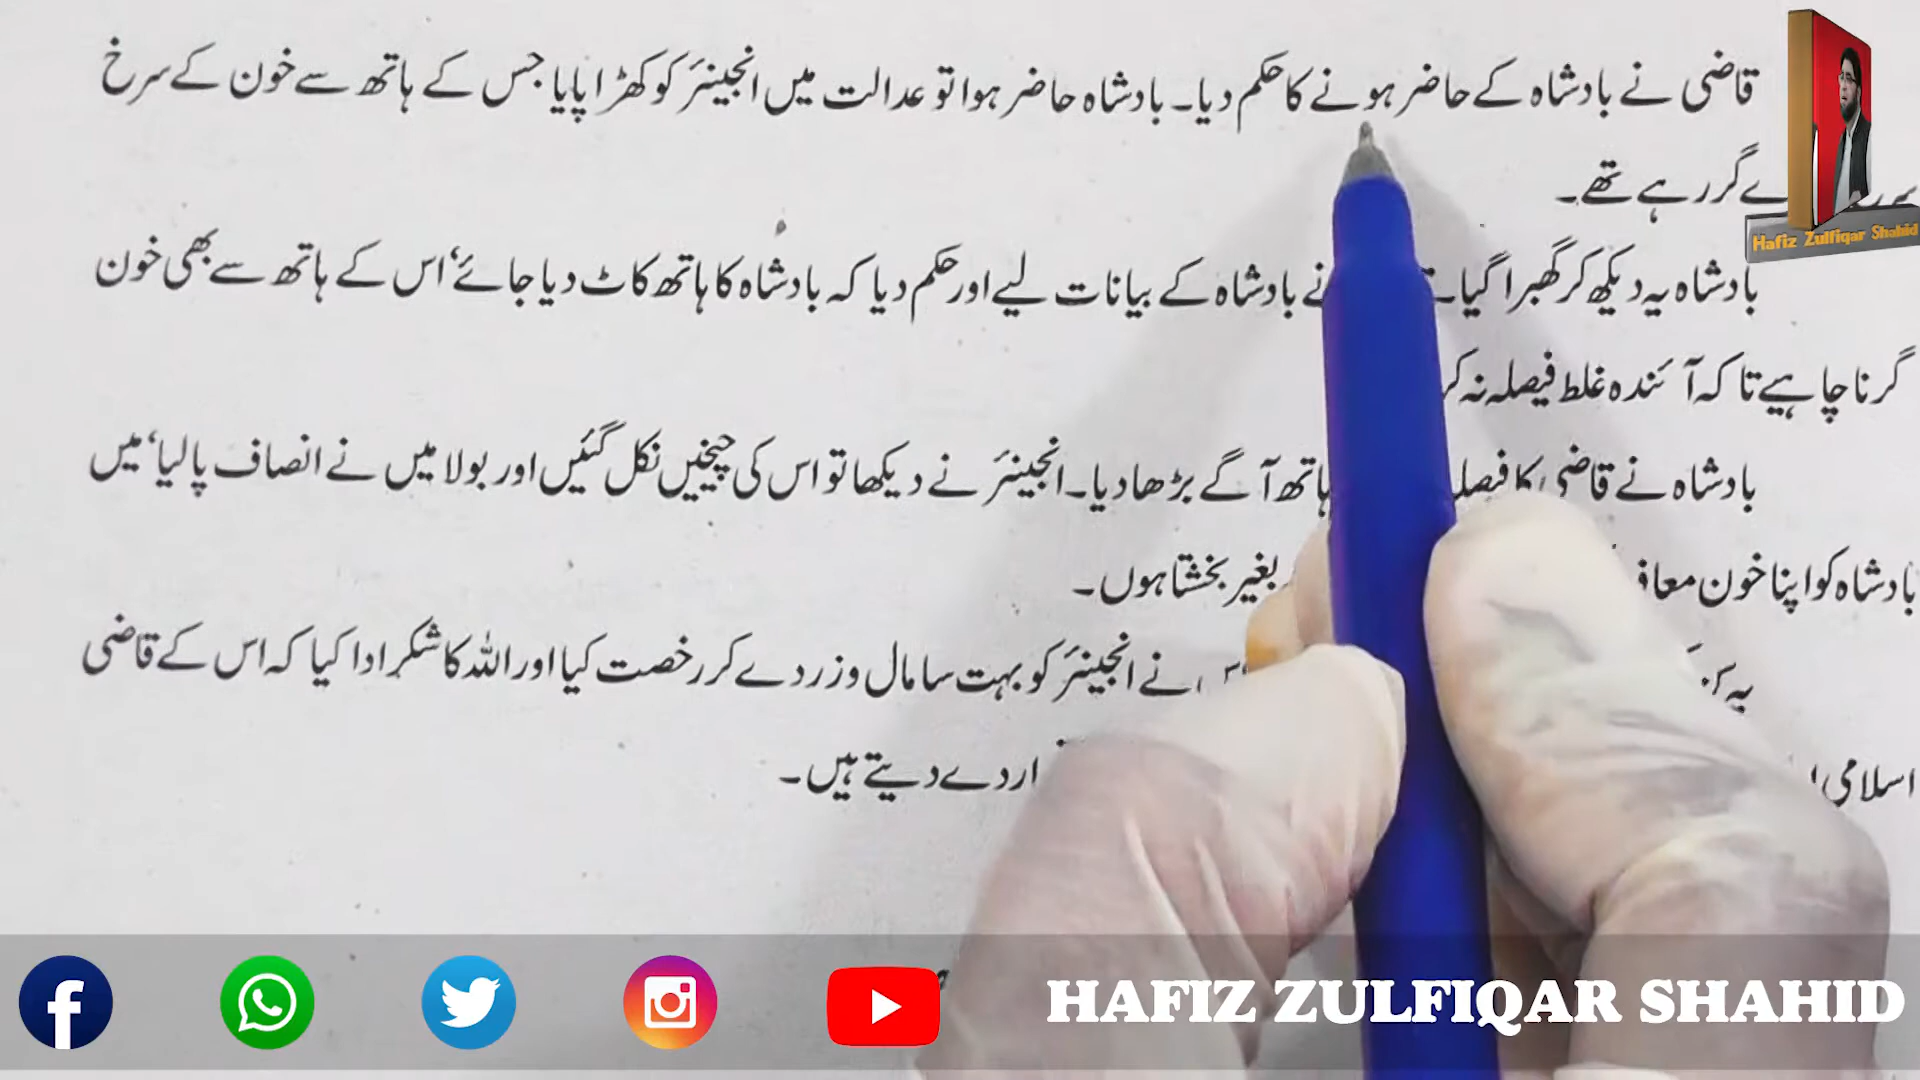 قاضی نے بادشاہ کے حاضر ہونے کا حکم دیا۔ بادشاہ حاضر ہوا تو عدالت میں انجینئر کو کھڑا پایا جس کے ہاتھ سے خون کے سرخ
گر رہے تھے۔
بادشاہ یہ دیکھ کر گھبرا گیا۔ نے بادشاہ کے بیانات لیے اور حکم دیا کہ بادشاہ کا ہاتھ کاٹ دیا جائے‘ اس کے ہاتھ سے بھی خون
گرنا چاہیے تا کہ آئندہ غلط فیصلہ نہ
بادشاہ نے قاضی کا ہاتھ آگے بڑھا دیا۔ انجینئر نے دیکھا تو اس کی چیخیں نکل گئیں اور بولا میں نے انصاف پا لیا‘ میں
بادشاہ کو اپنا خون بغیر بخشتا ہوں۔
یہ نے انجینئر کو بہت سا مال و زر دے کر رخصت کیا اور اللہ کا شکر ادا کیا کہ اس کے قاضی
اسلامی دے دیتے ہیں۔
Hafiz Zulfiqar Shahid
HAFIZ ZULFIQAR SHAHID